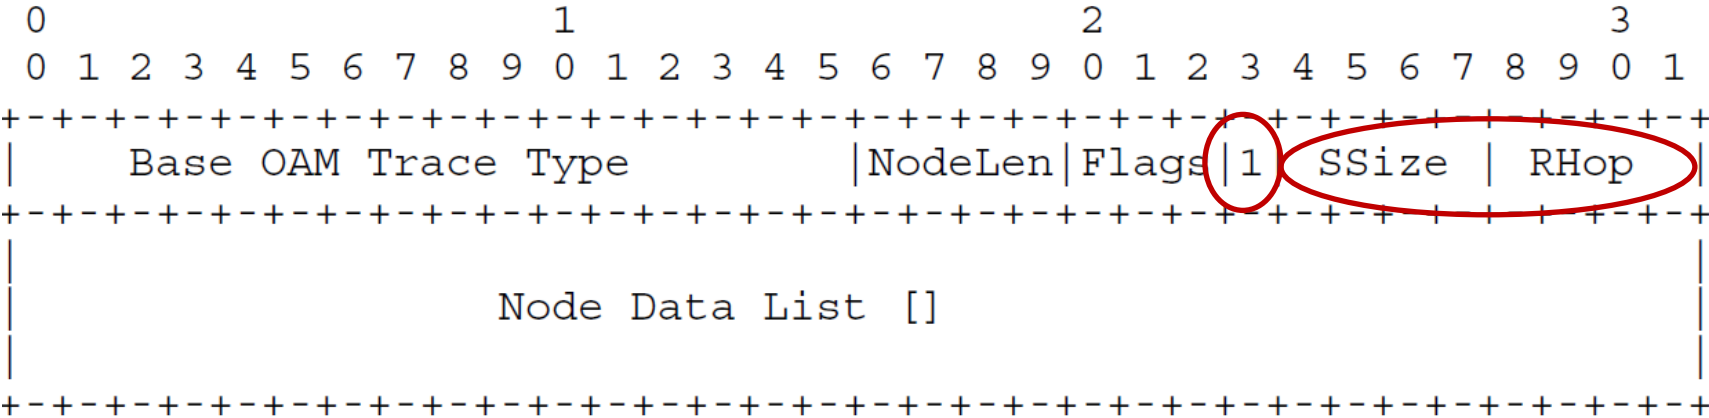 0 1 2 3
0 1 2 3 4 5 6 7 8 9 0 1 2 3 4 5 6 7 8 9 0 1 2 3 4 5 6 7 8 9 0 1
+-+-+-+-+-+-+-+-+-+-+-+-+-+-+-+-+-+-+-+-+-+-+-+-+-+-+-+-+-+-+-+-+
| Base OAM Trace Type |NodeLen|Flags|1| SSize | RHop |
+-+-+-+-+-+-+-+-+-+-+-+-+-+-+-+-+-+-+-+-+-+-+-+-+-+-+-+-+-+-+-+-+
| |
| Node Data List [] |
| |
+-+-+-+-+-+-+-+-+-+-+-+-+-+-+-+-+-+-+-+-+-+-+-+-+-+-+-+-+-+-+-+-+